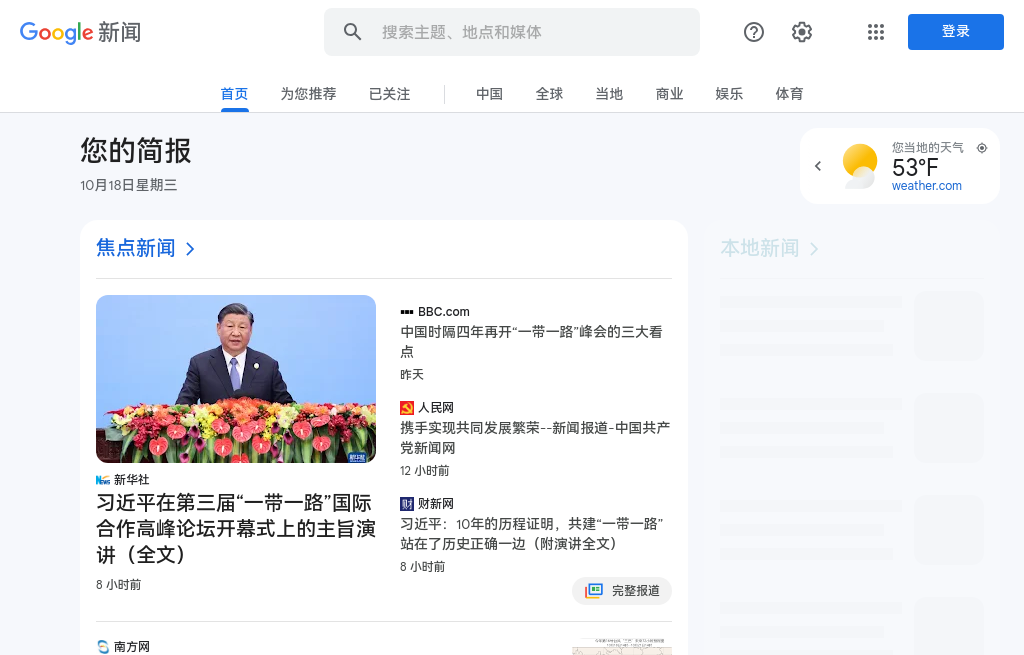 Google 新闻
搜索主题、地点和媒体
登录
首页
为您推荐
已关注
中国
全球
当地
商业
娱乐
体育
您的简报
10月18日星期三
您当地的天气
53°F
weather.com
焦点新闻
本地新闻
新华社
习近平在第三届“一带一路”国际
合作高峰论坛开幕式上的主旨演
讲（全文）
8 小时前
BBC.com
中国时隔四年再开“一带一路”峰会的三大看
点
昨天
人民网
携手实现共同发展繁荣--新闻报道-中国共产
党新闻网
12 小时前
财新网
习近平：10年的历程证明，共建“一带一路”
站在了历史正确一边（附演讲全文）
8 小时前
完整报道
南方网